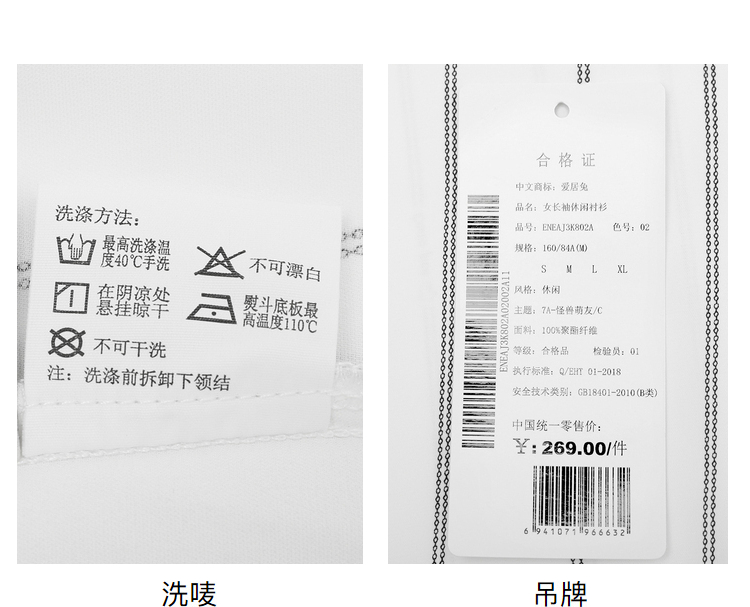 洗涤方法：
最高洗涤温度40℃手洗
不可漂白
在阴凉处悬挂晾干
熨斗底板最高温度110℃
不可干洗
注：洗涤前拆卸下领结
洗唛
合格证
中文商标：爱居兔
品名：女长袖休闲衬衫
品号：ENEAJ3K802A 色号：02
规格：160/84A(M)
S M L XL
风格：休闲
主题：7A-怪兽萌友/C
面料：100%聚酯纤维
等级：合格品 检验员：01
执行标准：Q/EHY 01-2018
安全技术类别：GB18401-2010(B类)
中国统一零售价：
¥：269.00/件
6 941071 966632
ENEAJ3K802A02002A11
吊牌